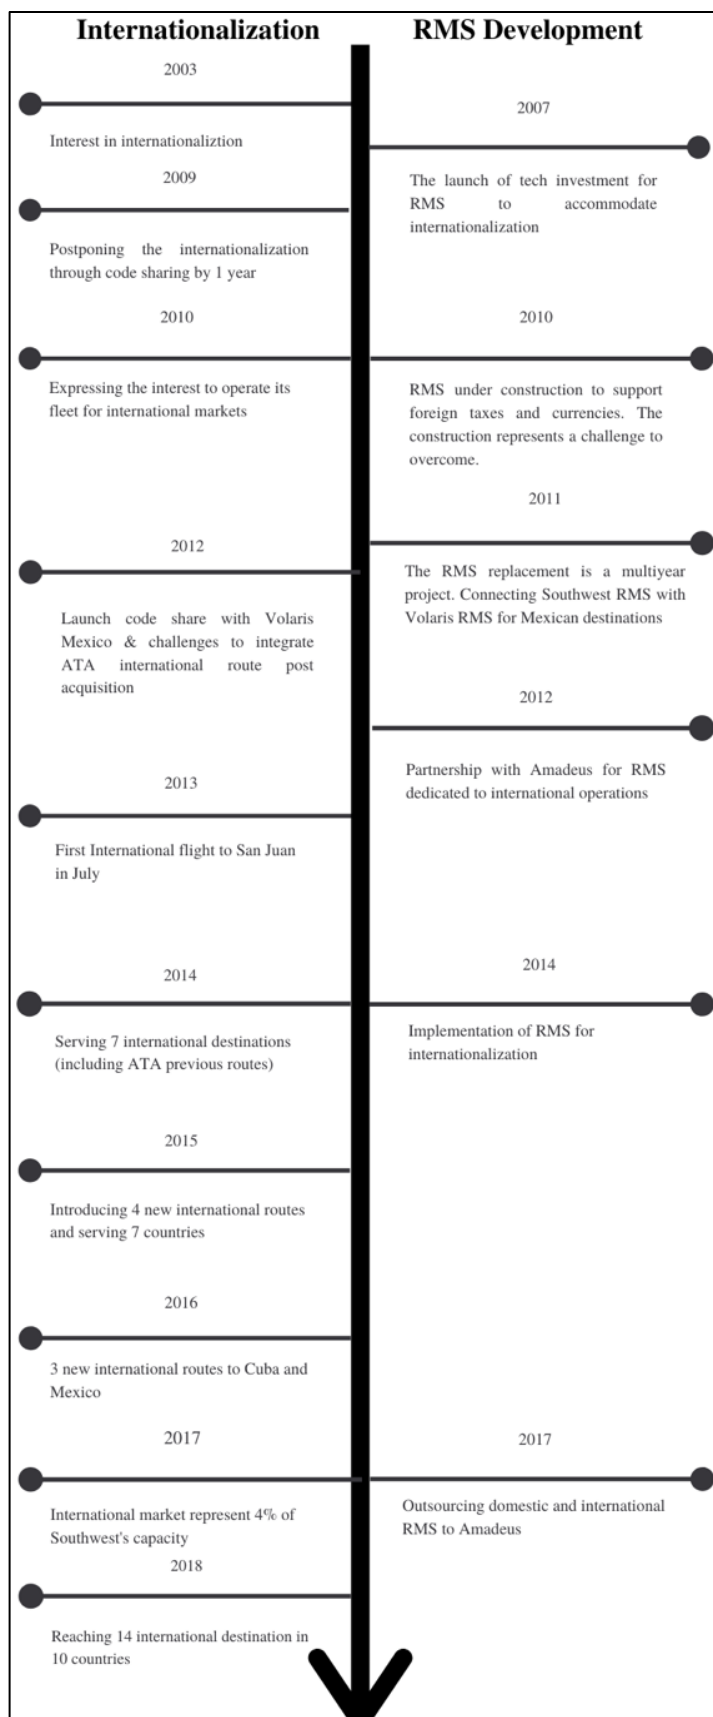 Internationalization
RMS Development
2003
Interest in internationaliztion
2007
The launch of tech investment for
RMS to accommodate
internationalization
2009
Postponing the internationalization
through code sharing by 1 year
2010
Expressing the interest to operate its
fleet for international markets
2010
RMS under construction to support
foreign taxes and currencies. The
construction represents a challenge to
overcome.
2011
The RMS replacement is a multiyear
project. Connecting Southwest RMS with
Volaris RMS for Mexican destinations
2012
Launch code share with Volaris
Mexico & challenges to integrate
ATA international route post
acquisition
2012
Partnership with Amadeus for RMS
dedicated to international operations
2013
First International flight to San Juan
in July
2014
Serving 7 international destinations
(including ATA previous routes)
2014
Implementation of RMS for
internationalization
2015
Introducing 4 new international routes
and serving 7 countries
2016
3 new international routes to Cuba and
Mexico
2017
International market represent 4% of
Southwest's capacity
2017
Outsourcing domestic and international
RMS to Amadeus
2018
Reaching 14 international destination in
10 countries